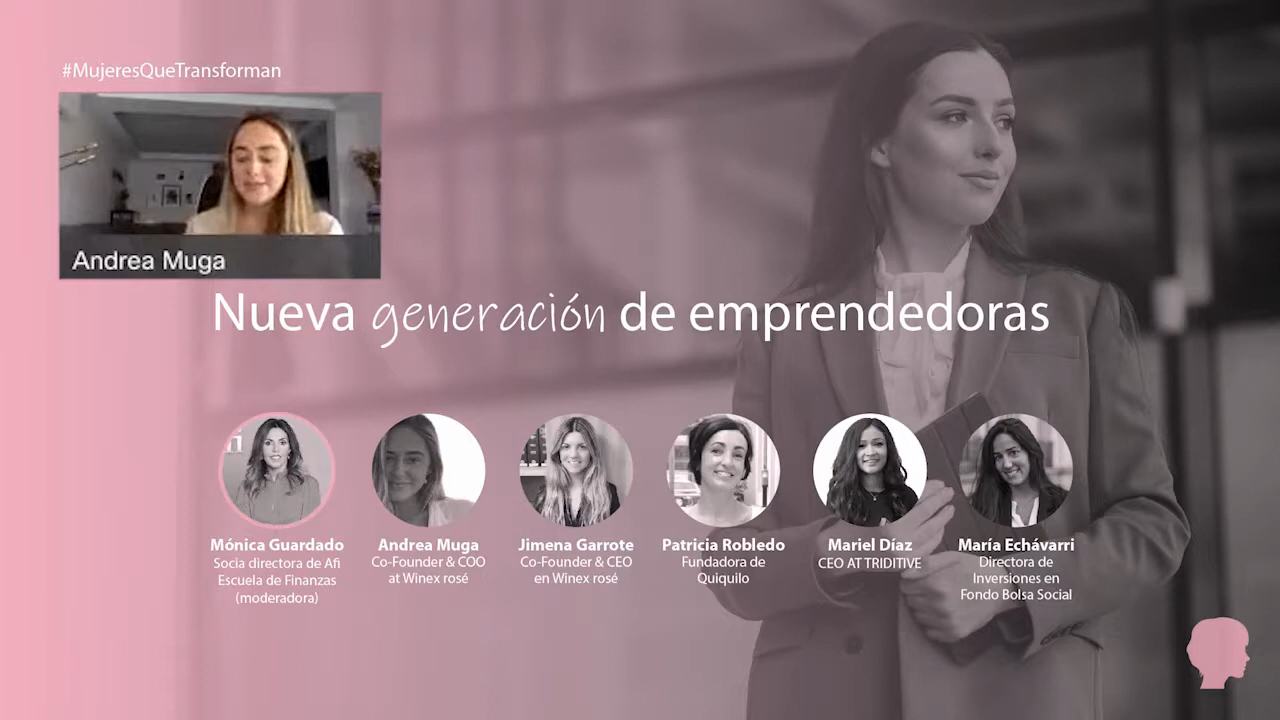 #MujeresQueTransforman
Andrea Muga
Nueva generación de emprendedoras
Mónica Guardado
Socia directora de Afi
Escuela de Finanzas
(moderadora)
Andrea Muga
Co-Founder & COO
at Winex rosé
Jimena Garrote
Co-Founder & CEO
en Winex rosé
Patricia Robledo
Fundadora de
Quiquilo
Mariel Díaz
CEO AT TRIDITIVE
María Echávarri
Directora de
Inversiones en
Fondo Bolsa Social